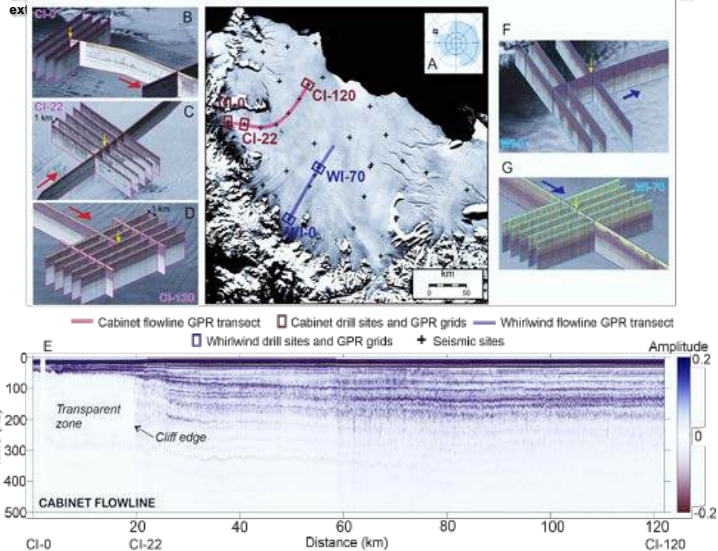 CI-0
1 km
B
CI-22
1 km
C
1 km
D
CI-120
A
CI-0
CI-120
CI-22
WI-70
WI-0
km
0
50
F
G
WI-70
Cabinet flowline GPR transect
Cabinet drill sites and GPR grids
Whirlwind flowline GPR transect
Whirlwind drill sites and GPR grids
Seismic sites
E
Amplitude
0.2
0
-0.2
0
100
200
300
400
500
Transparent
zone
Cliff edge
CABINET FLOWLINE
20
40
60
80
100
120
CI-0
CI-22
Distance (km)
CI-120